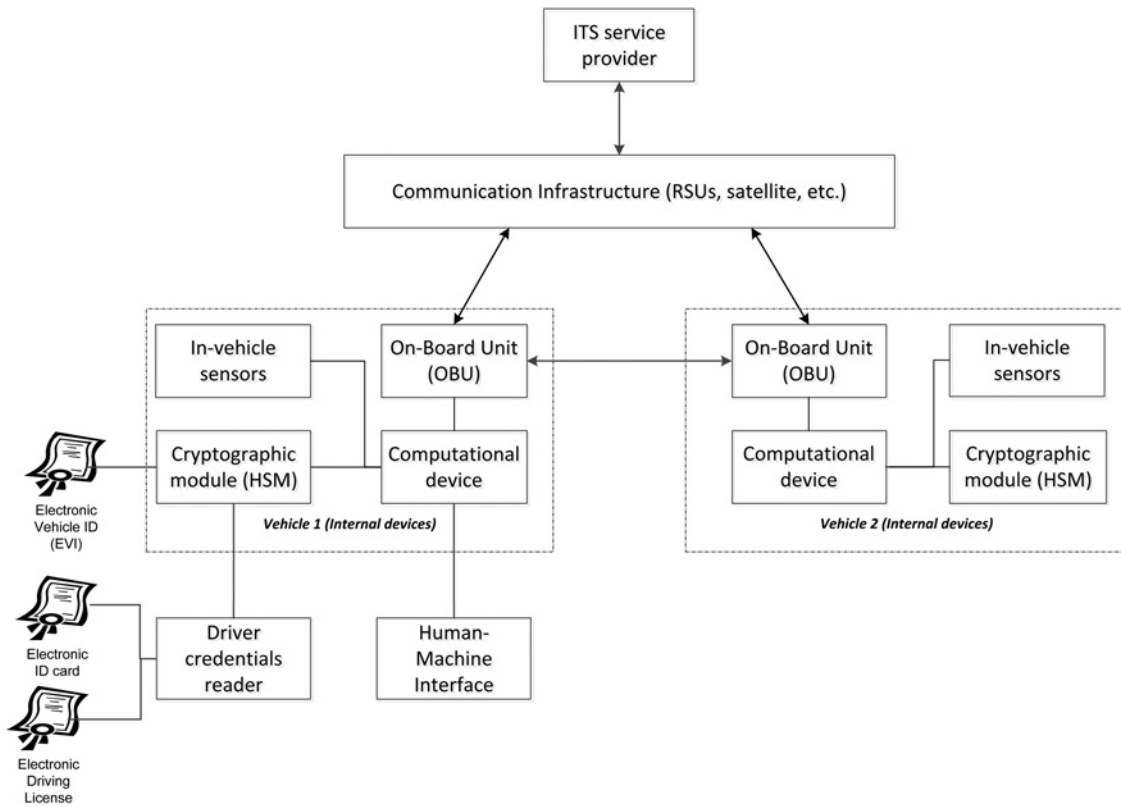 ITS service
provider
Communication Infrastructure (RSUs, satellite, etc.)
In-vehicle
sensors
On-Board Unit
(OBU)
On-Board Unit
(OBU)
In-vehicle
sensors
Cryptographic
module (HSM)
Computational
device
Computational
device
Cryptographic
module (HSM)
Vehicle 1 (Internal devices)
Vehicle 2 (Internal devices)
Electronic
Vehicle ID
(EVI)
Electronic
ID card
Driver
credentials
reader
Human-
Machine
Interface
Electronic
Driving
License